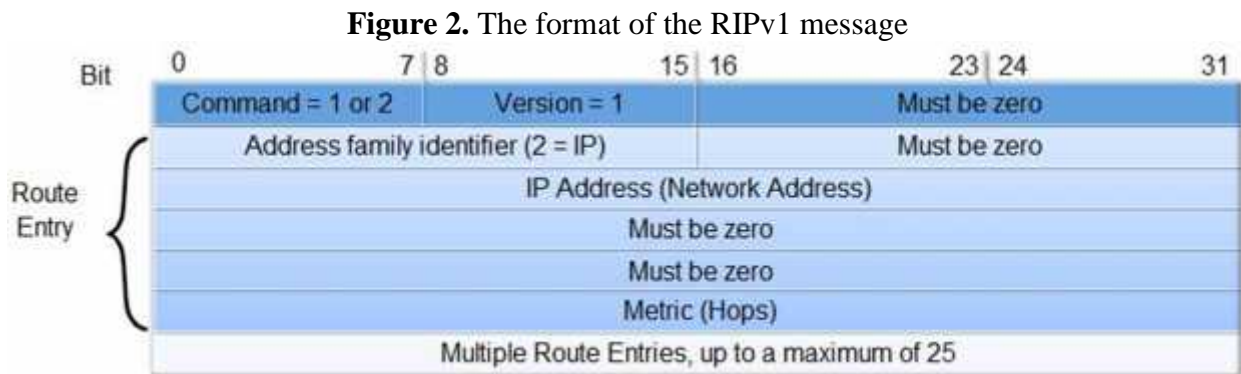 Figure 2. The format of the RIPv1 message
Bit 0 7 8 15 16 23 24 31
Command = 1 or 2 Version = 1 Must be zero
Address family identifier (2 = IP) Must be zero
Route Entry
IP Address (Network Address)
Must be zero
Must be zero
Metric (Hops)
Multiple Route Entries, up to a maximum of 25